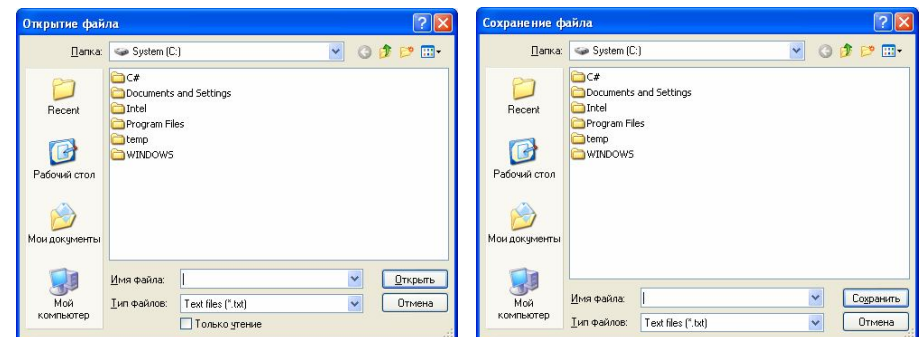 Открытие файла
Папка: System (C:)
Recent
Рабочий стол
Мои документы
Мой компьютер
C#
Documents and Settings
Intel
Program Files
temp
WINDOWS
Имя файла: Открыть
Тип файлов: Text files (*.txt) Отмена
Только чтение
Сохранение файла
Папка: System (C:)
Recent
Рабочий стол
Мои документы
Мой компьютер
C#
Documents and Settings
Intel
Program Files
temp
WINDOWS
Имя файла: Сохранить
Тип файлов: Text files (*.txt) Отмена